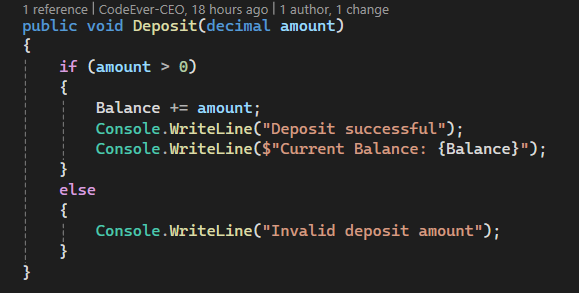 1 reference | CodeEver-CEO, 18 hours ago | 1 author, 1 change
public void Deposit(decimal amount)
{
    if (amount > 0)
    {
        Balance += amount;
        Console.WriteLine("Deposit successful");
        Console.WriteLine($"Current Balance: {Balance}");
    }
    else
    {
        Console.WriteLine("Invalid deposit amount");
    }
}